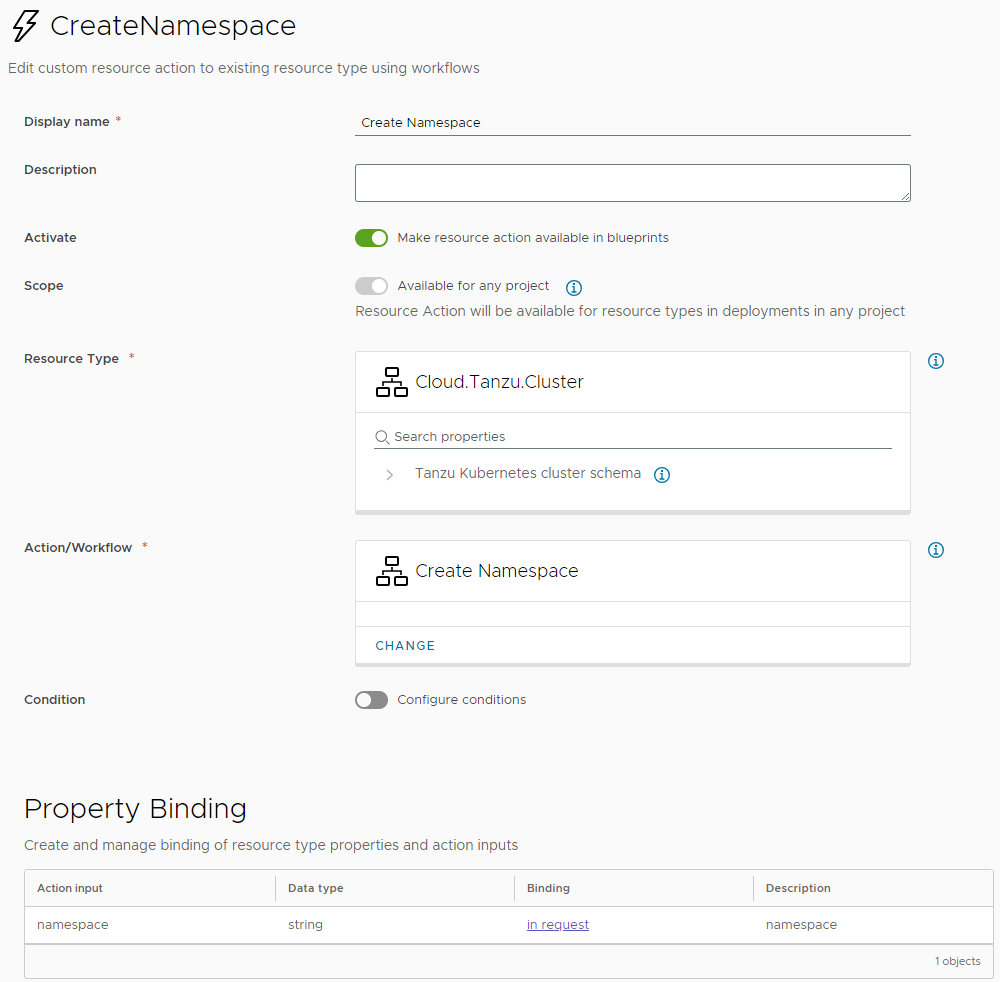 CreateNamespace
Edit custom resource action to existing resource type using workflows
Display name *
Create Namespace
Description
Activate
Make resource action available in blueprints
Scope
Available for any project
Resource Action will be available for resource types in deployments in any project
Resource Type *
Cloud.Tanzu.Cluster
Search properties
Tanzu Kubernetes cluster schema
Action/Workflow *
Create Namespace
CHANGE
Condition
Configure conditions
Property Binding
Create and manage binding of resource type properties and action inputs
Action input Data type Binding Description
namespace string in request namespace
1 objects